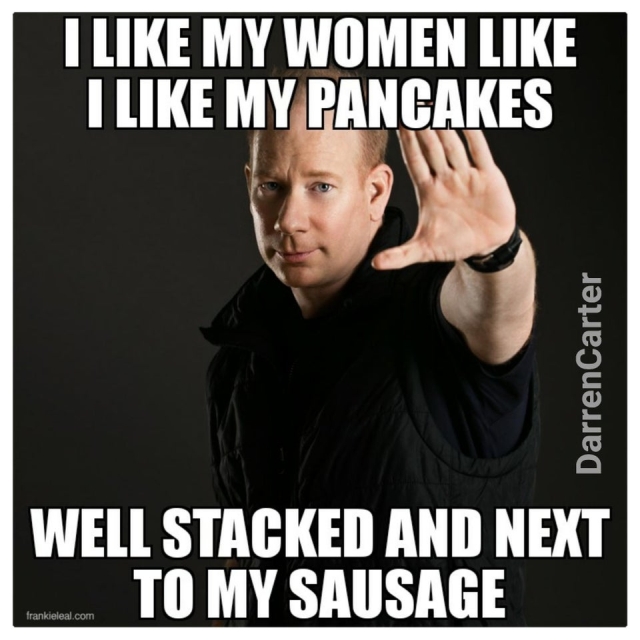 I LIKE MY WOMEN LIKE
I LIKE MY PANCAKES
DarrenCarter
WELL STACKED AND NEXT
TO MY SAUSAGE
frankieleal.com